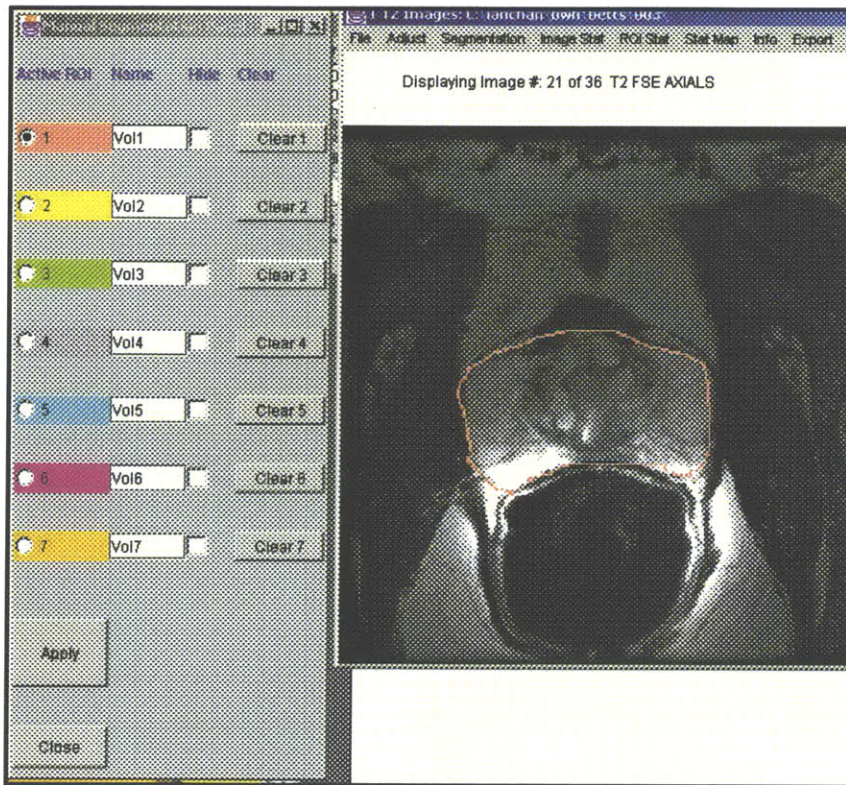 Active ROI Name Hide Clear
1 Vol1 Clear 1
2 Vol2 Clear 2
3 Vol3 Clear 3
4 Vol4 Clear 4
5 Vol5 Clear 5
6 Vol6 Clear 6
7 Vol7 Clear 7
Apply
Close
T2 Images:
File Adjust Segmentation Image Stat ROI Stat Stat Map Info Export
Displaying Image #: 21 of 36 T2 FSE AXIALS